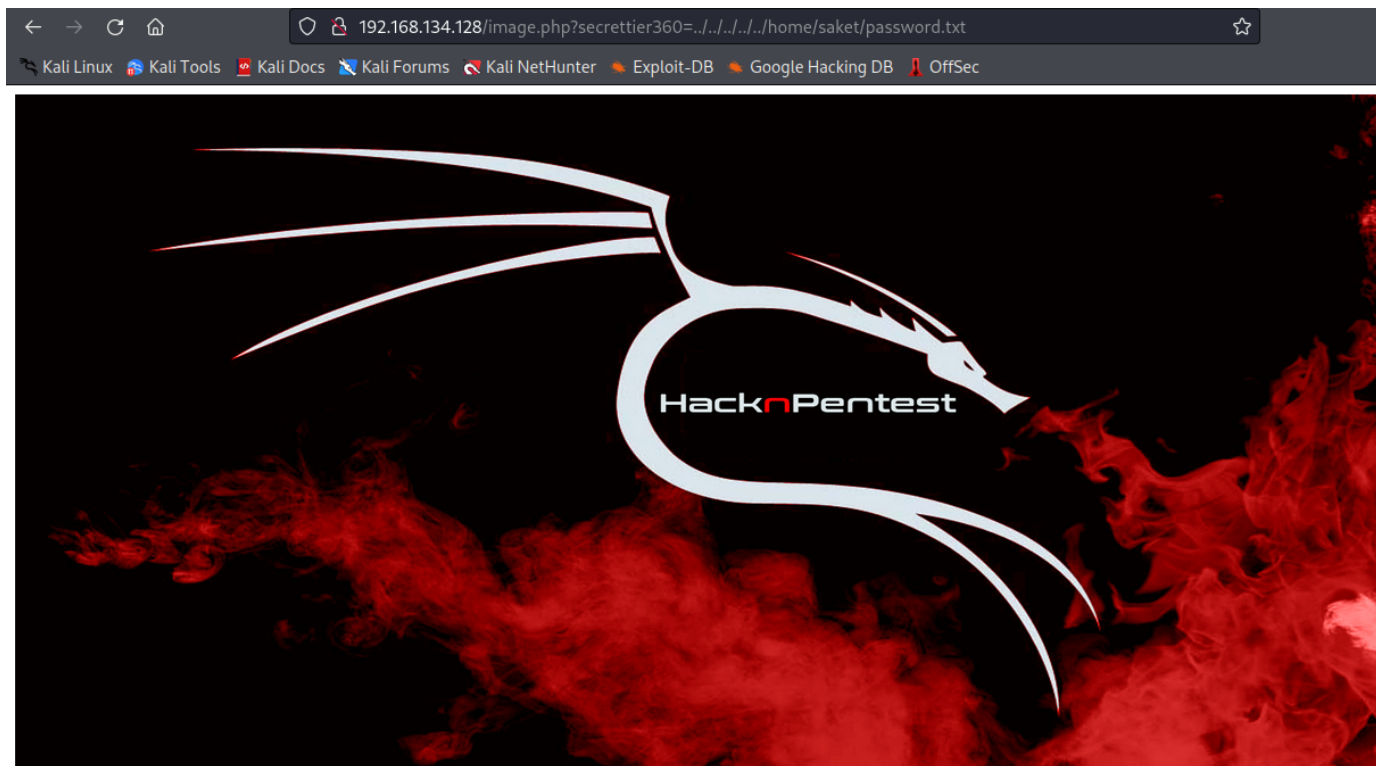 192.168.134.128/image.php?secrettier360=../../../../../home/saket/password.txt
Kali Linux Kali Tools Kali Docs Kali Forums Kali NetHunter Exploit-DB Google Hacking DB OffSec
HacknPentest